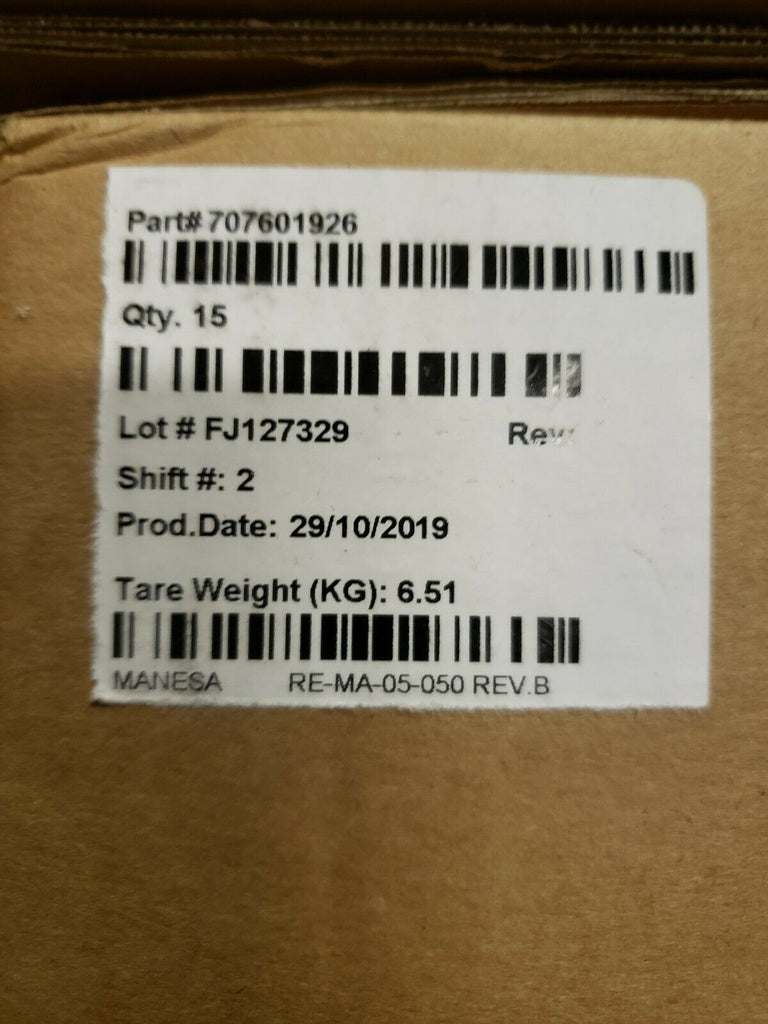 Part# 707601926
Qty. 15
Lot # FJ127329 Rev:
Shift #: 2
Prod.Date: 29/10/2019
Tare Weight (KG): 6.51
MANESA RE-MA-05-050 REV.B